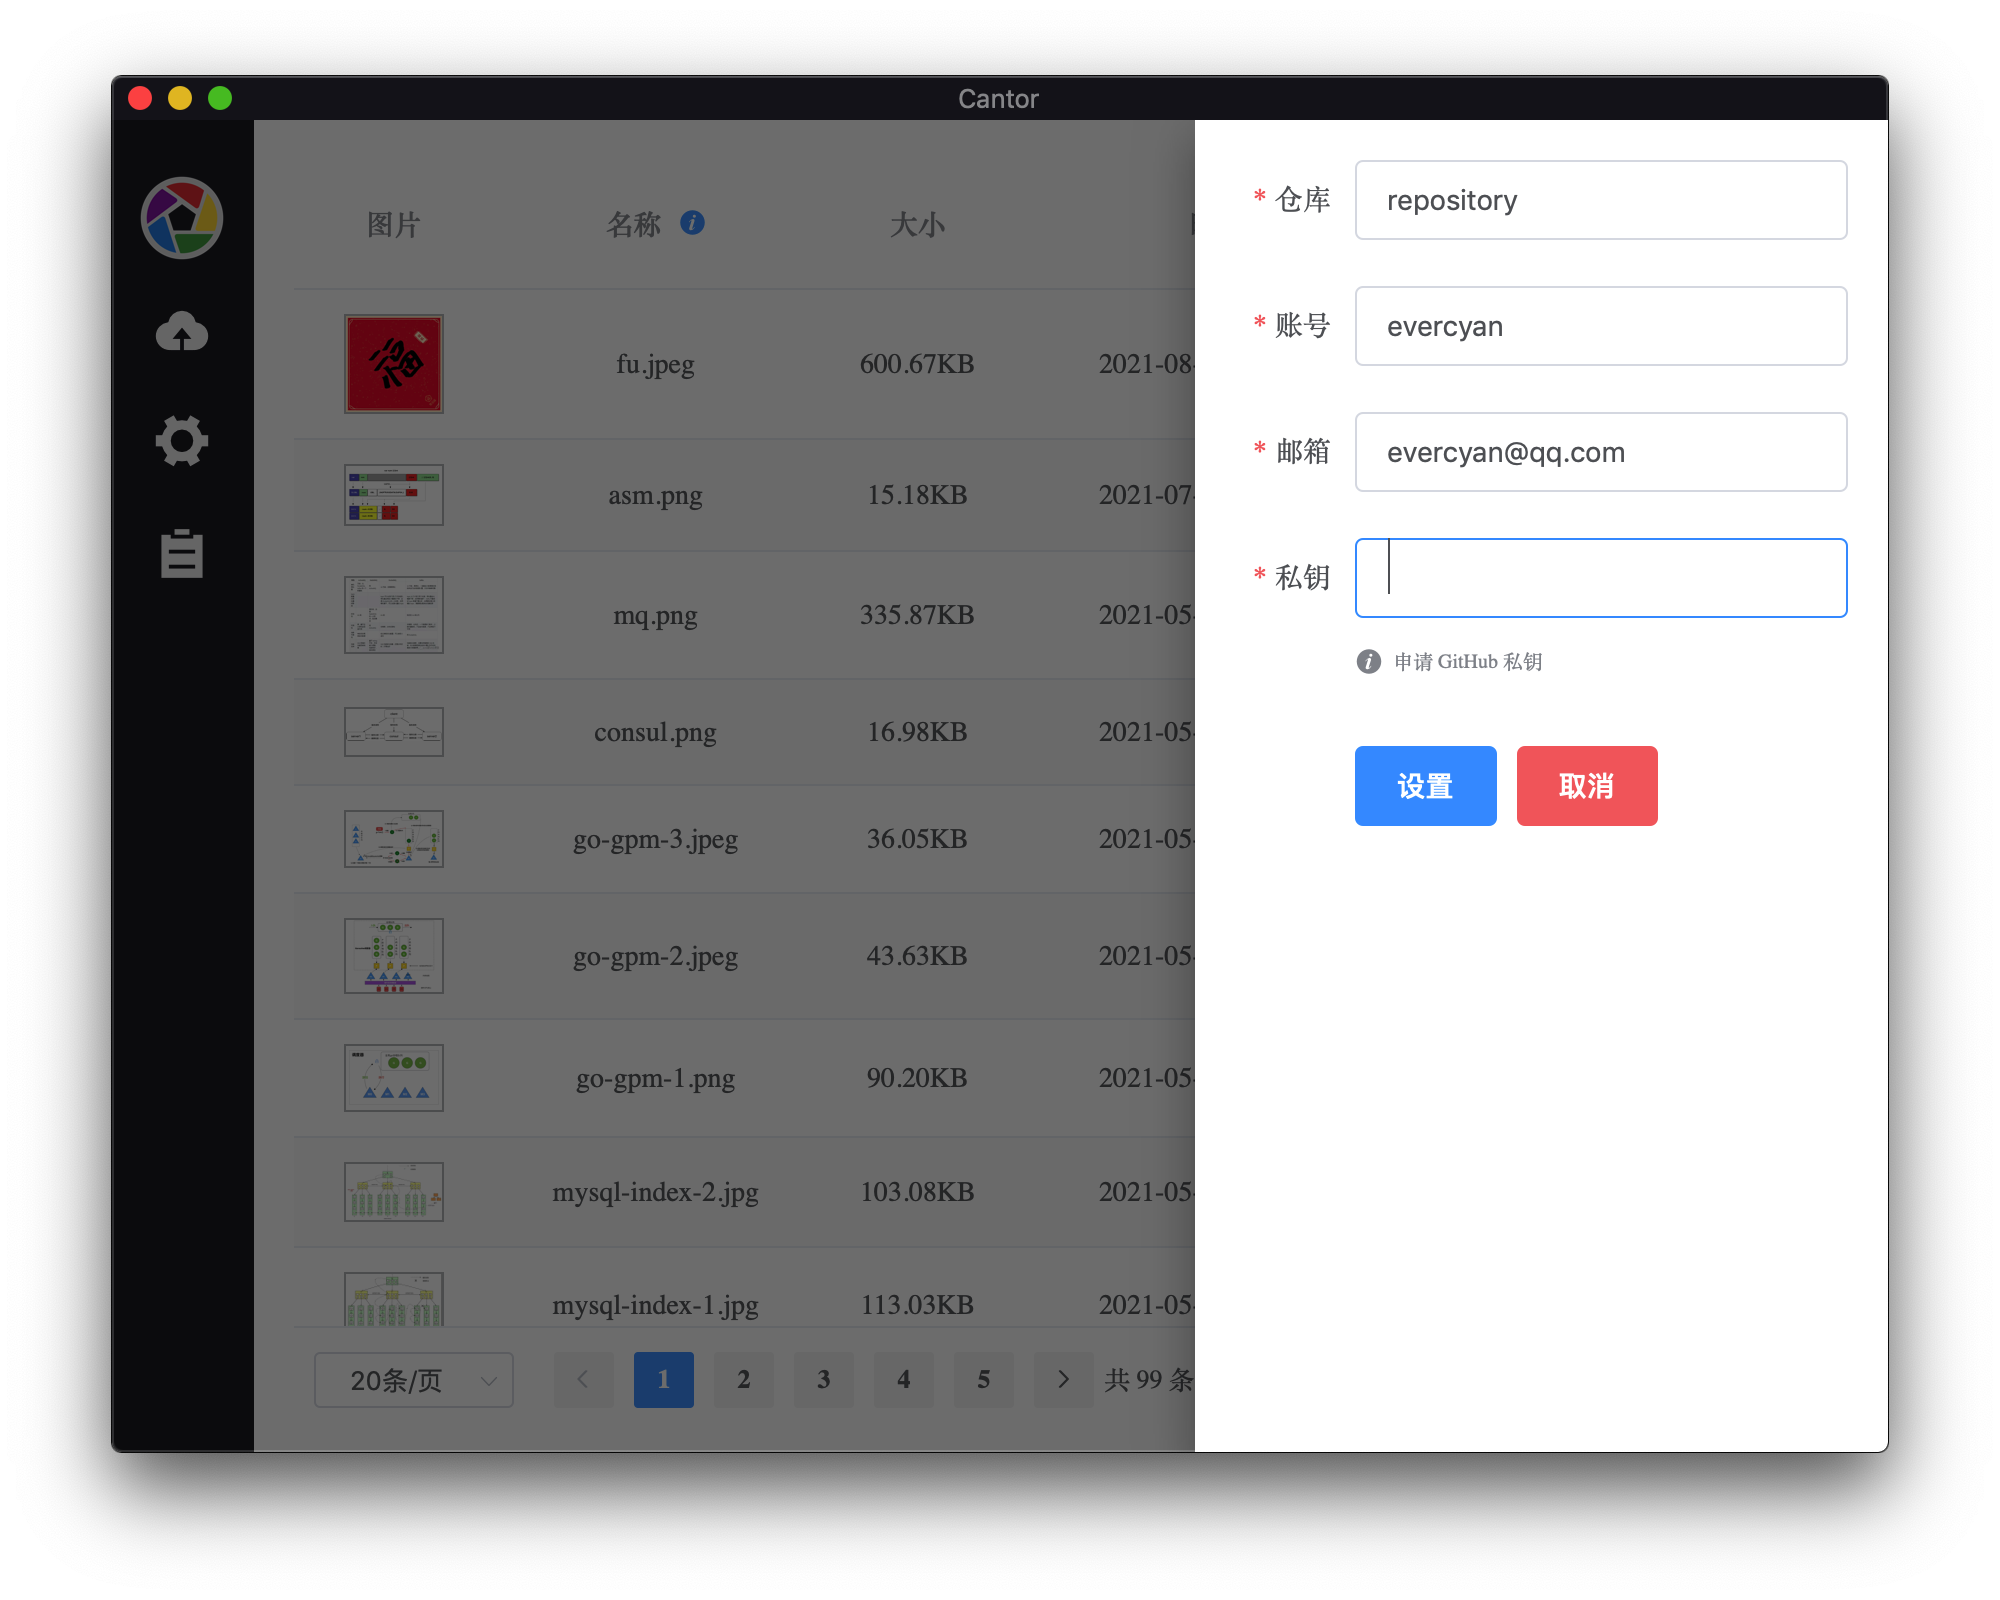 Cantor
图片 名称 大小
fu.jpeg 600.67KB 2021-08-
asm.png 15.18KB 2021-07-
mq.png 335.87KB 2021-05-
consul.png 16.98KB 2021-05-
go-gpm-3.jpeg 36.05KB 2021-05-
go-gpm-2.jpeg 43.63KB 2021-05-
go-gpm-1.png 90.20KB 2021-05-
mysql-index-2.jpg 103.08KB 2021-05-
mysql-index-1.jpg 113.03KB 2021-05-
20条/页 1 2 3 4 5 共 99 条
* 仓库 repository
* 账号 evercyan
* 邮箱 evercyan@qq.com
* 私钥
申请 GitHub 私钥
设置 取消